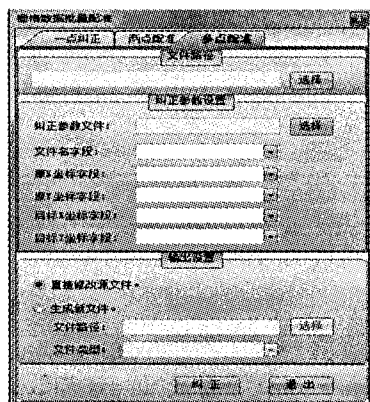 栅格数据批量配准
一点纠正 两点配准 多点配准
文件路径
选择
纠正参数设置
纠正参数文件： 选择
文件名字段：
原X坐标字段：
原Y坐标字段：
目标X坐标字段：
目标Y坐标字段：
输出设置
直接修改源文件。
生成新文件。
文件路径： 选择
文件类型：
纠 正 退 出